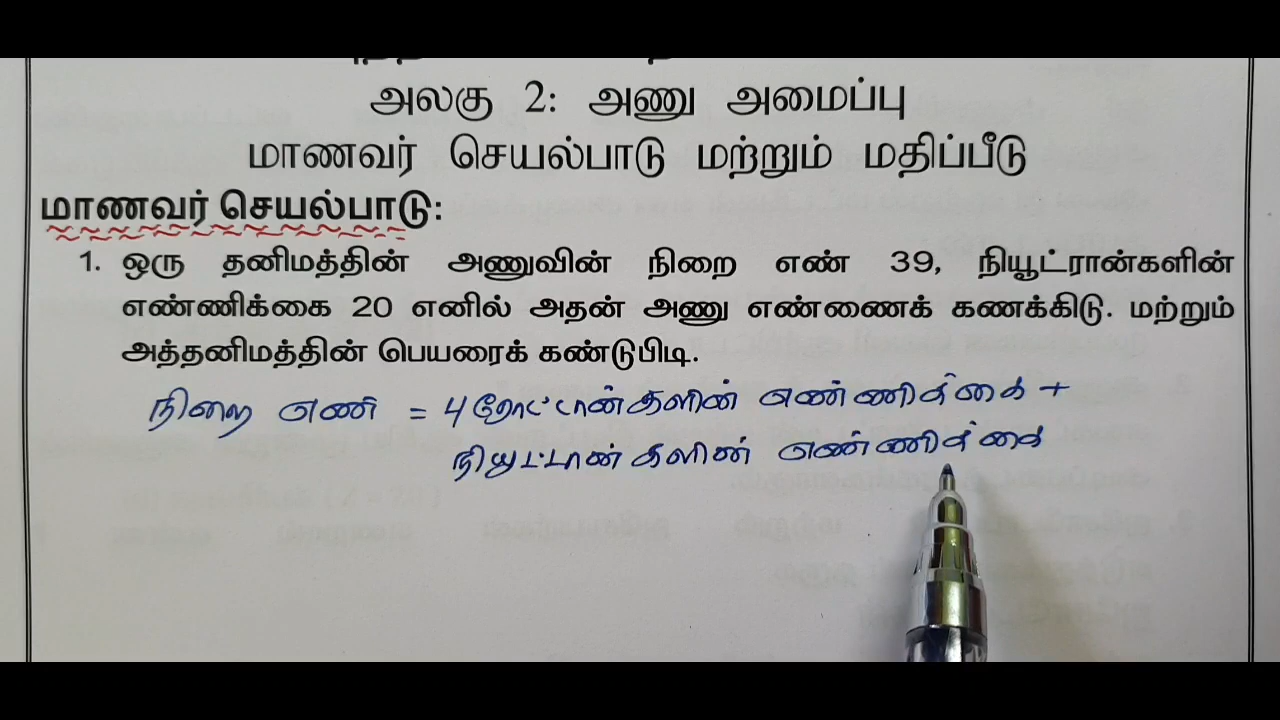 அலகு 2: அணு அமைப்பு
மாணவர் செயல்பாடு மற்றும் மதிப்பீடு
மாணவர் செயல்பாடு:
1. ஒரு தனிமத்தின் அணுவின் நிறை எண் 39, நியூட்ரான்களின்
எண்ணிக்கை 20 எனில் அதன் அணு எண்ணைக் கணக்கிடு. மற்றும்
அத்தனிமத்தின் பெயரைக் கண்டுபிடி.
நிறை எண் = புரோட்டான்களின் எண்ணிக்கை +
நியுட்டான்களின் எண்ணிக்கை